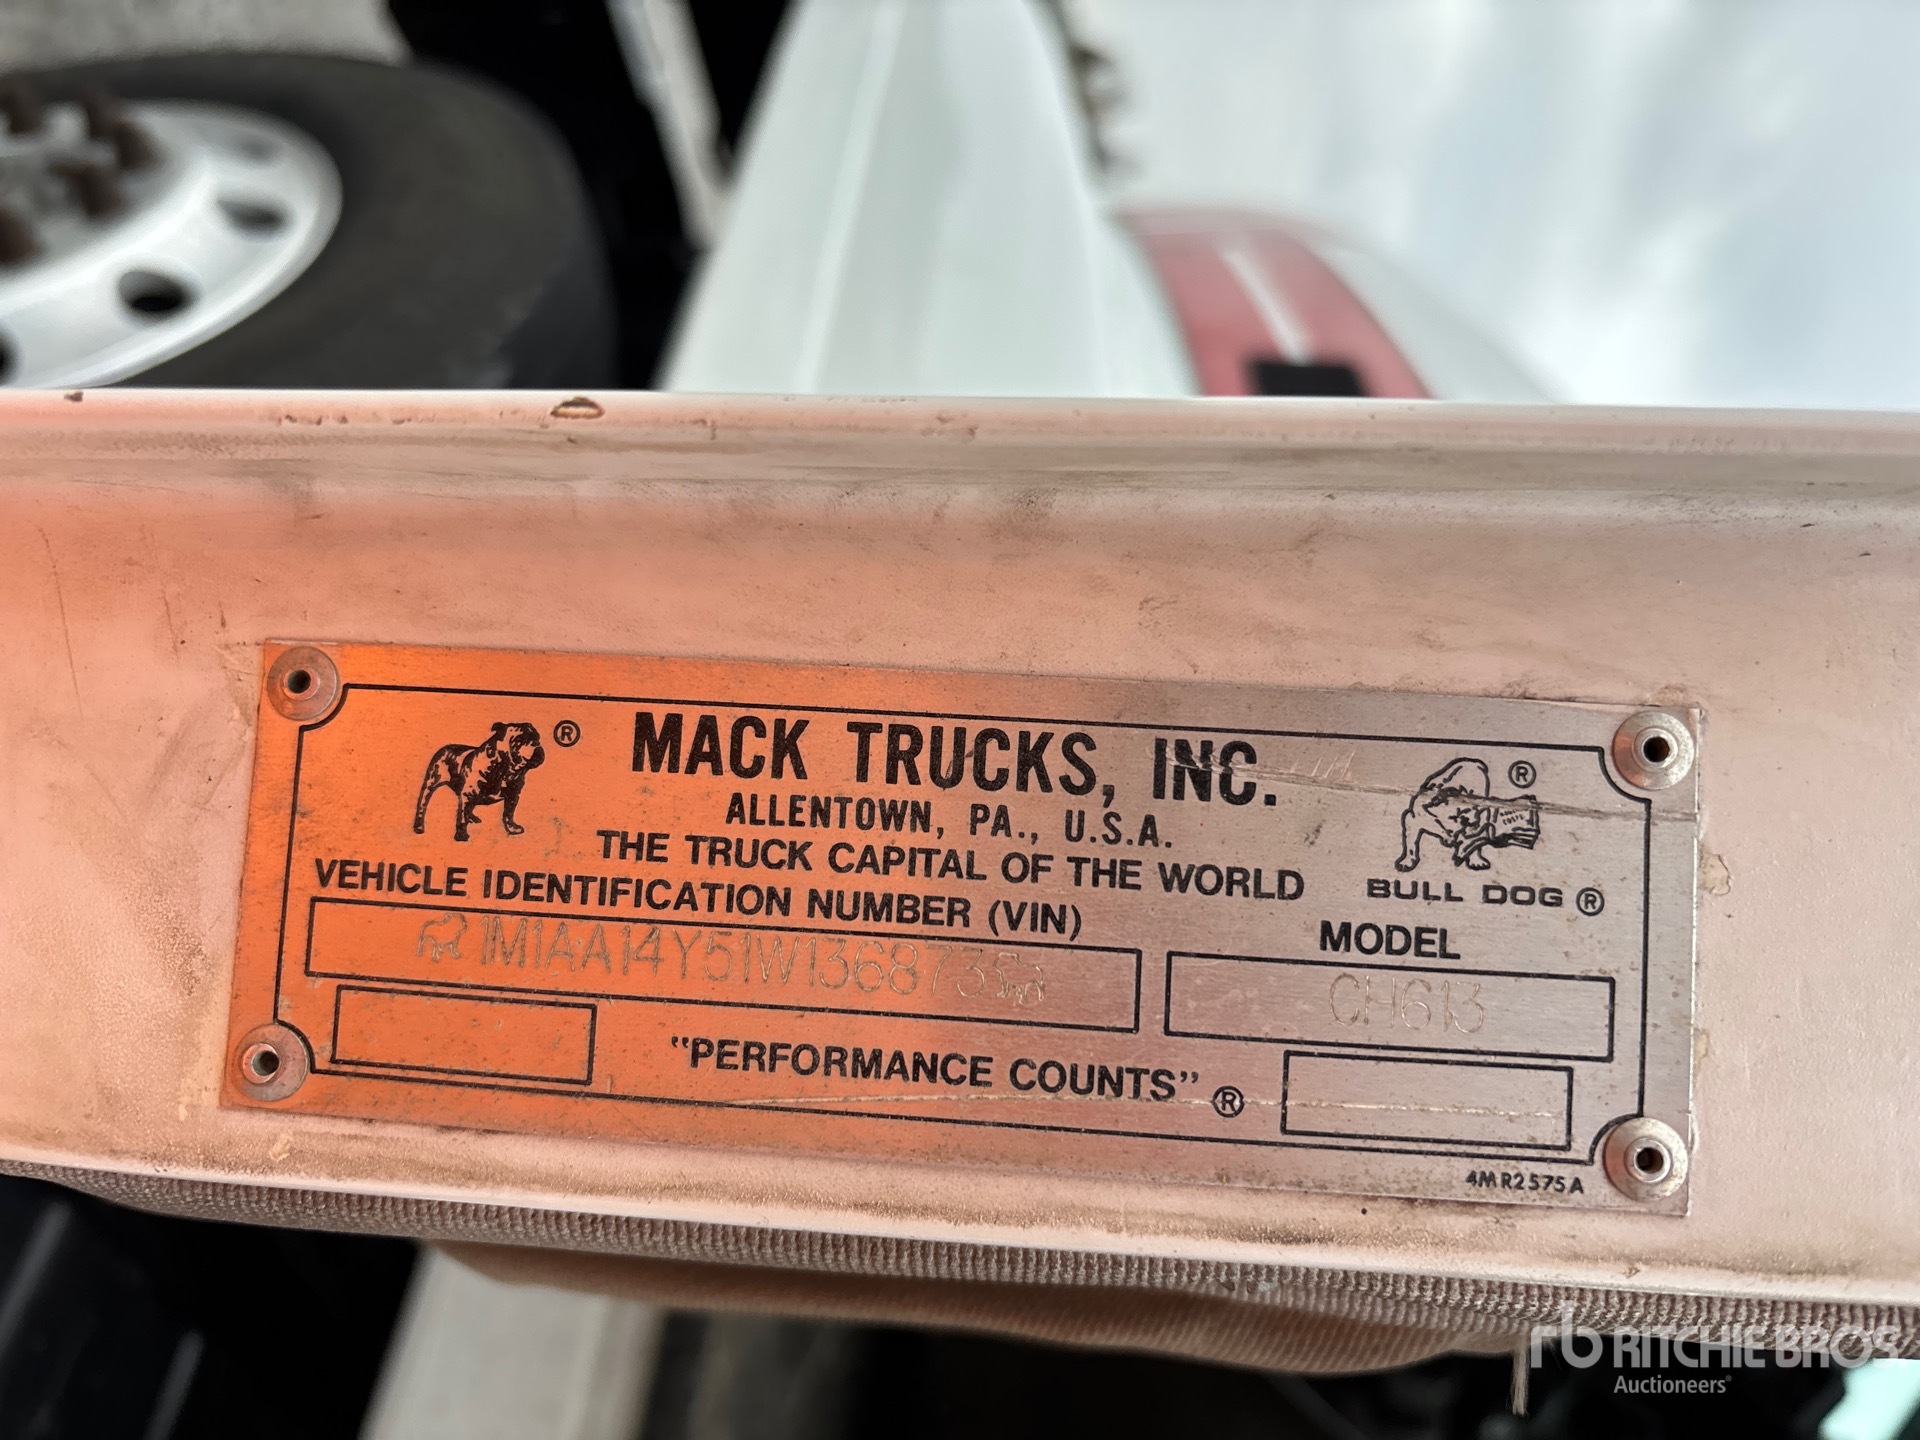 ® MACK TRUCKS, INC. ®
ALLENTOWN, PA., U.S.A.
THE TRUCK CAPITAL OF THE WORLD
BULL DOG ®
VEHICLE IDENTIFICATION NUMBER (VIN)
MODEL
1M1AA14Y51W136873
CH613
"PERFORMANCE COUNTS" ®
4MR2575A
rb RITCHIE BROS
Auctioneers®